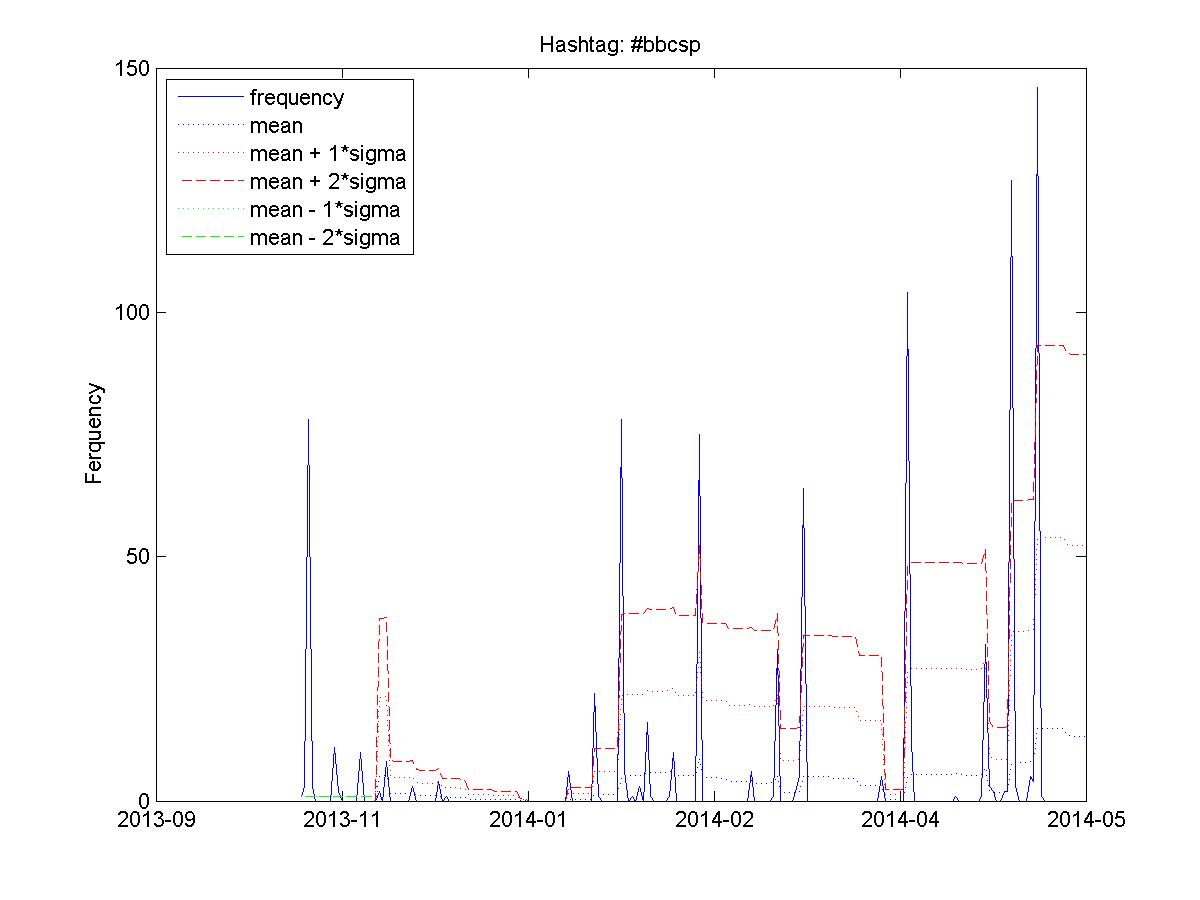 Hashtag: #bbcsp
150
100
50
0
Ferquency
frequency
mean
mean + 1*sigma
mean + 2*sigma
mean - 1*sigma
mean - 2*sigma
2013-09 2013-11 2014-01 2014-02 2014-04 2014-05